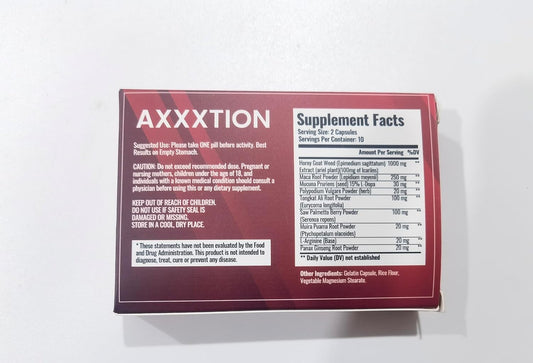 AXXXTION
Suggested Use: Please take ONE pill before activity. Best
Results on Empty Stomach.
CAUTION: Do not exceed recommended dose. Pregnant or
nursing mothers, children under the age of 18, and
individuals with a known medical condition should consult a
physician before using this or any dietary supplement.
KEEP OUT OF REACH OF CHILDREN.
DO NOT USE IF SAFETY SEAL IS
DAMAGED OR MISSING.
STORE IN A COOL, DRY PLACE.
* These statements have not been evaluated by the Food
and Drug Administration. This product is not intended to
diagnose, treat, cure or prevent any disease.
Supplement Facts
Serving Size: 2 Capsules
Servings Per Container: 10
Amount Per Serving %DV
Horny Goat Weed (Epimedium sagittatum) 1000 mg **
Extract (ariel plant)(100mg of Icariins)
Maca Root Powder (Lepidium meyenii) 250 mg **
Mucuna Pruriens (seed) 15% L-Dopa 30 mg **
Polypodium Vulgare Powder (berry) 20 mg **
Tongkat Ali Root Powder 100 mg **
(Eurycoma longifolia)
Saw Palmetto Berry Powder 100 mg **
(Serenoa repens)
Muira Puama Root Powder 20 mg **
(Ptychopetalum olacoides)
L-Arginine (Base) 20 mg **
Panax Ginseng Root Powder 20 mg **
** Daily Value (DV) not established
Other Ingredients: Gelatin Capsule, Rice Flour,
Vegetable Magnesium Stearate.